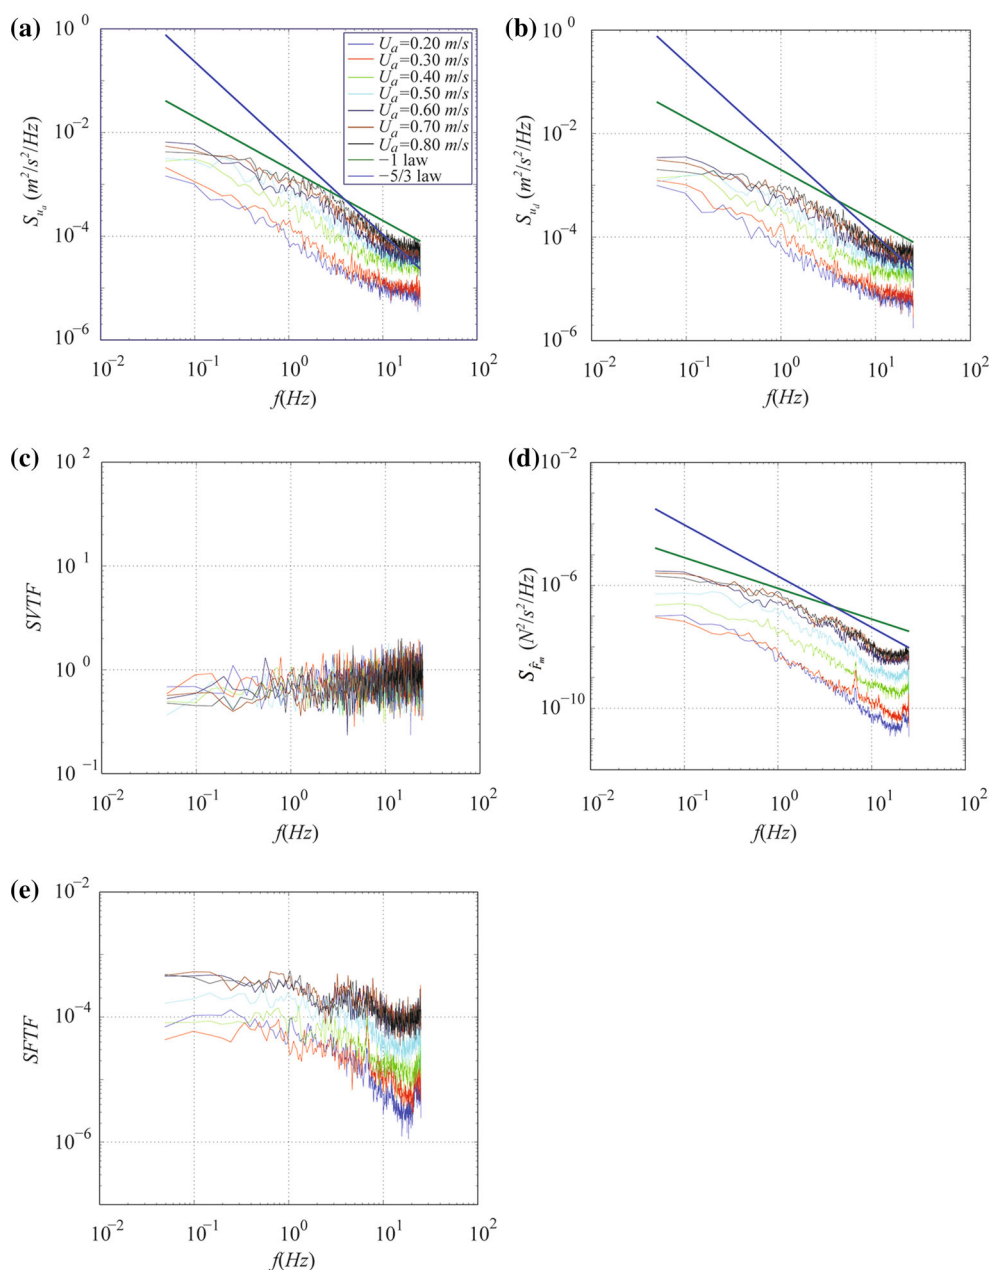 (a)
10^0
10^−2
10^−4
10^−6
S_{u_a} (m^2/s^2/Hz)
U_a=0.20 m/s
U_a=0.30 m/s
U_a=0.40 m/s
U_a=0.50 m/s
U_a=0.60 m/s
U_a=0.70 m/s
U_a=0.80 m/s
−1 law
−5/3 law
10^−2 10^−1 10^0 10^1 10^2
f(Hz)
(b)
10^0
10^−2
10^−4
10^−6
S_{u_d} (m^2/s^2/Hz)
10^−2 10^−1 10^0 10^1 10^2
f(Hz)
(c)
10^2
10^1
10^0
10^−1
SVTF
10^−2 10^−1 10^0 10^1 10^2
f(Hz)
(d)
10^−2
10^−6
10^−10
S_{F̂_m} (N^2/s^2/Hz)
10^−2 10^−1 10^0 10^1 10^2
f(Hz)
(e)
10^−2
10^−4
10^−6
SFTF
10^−2 10^−1 10^0 10^1 10^2
f(Hz)